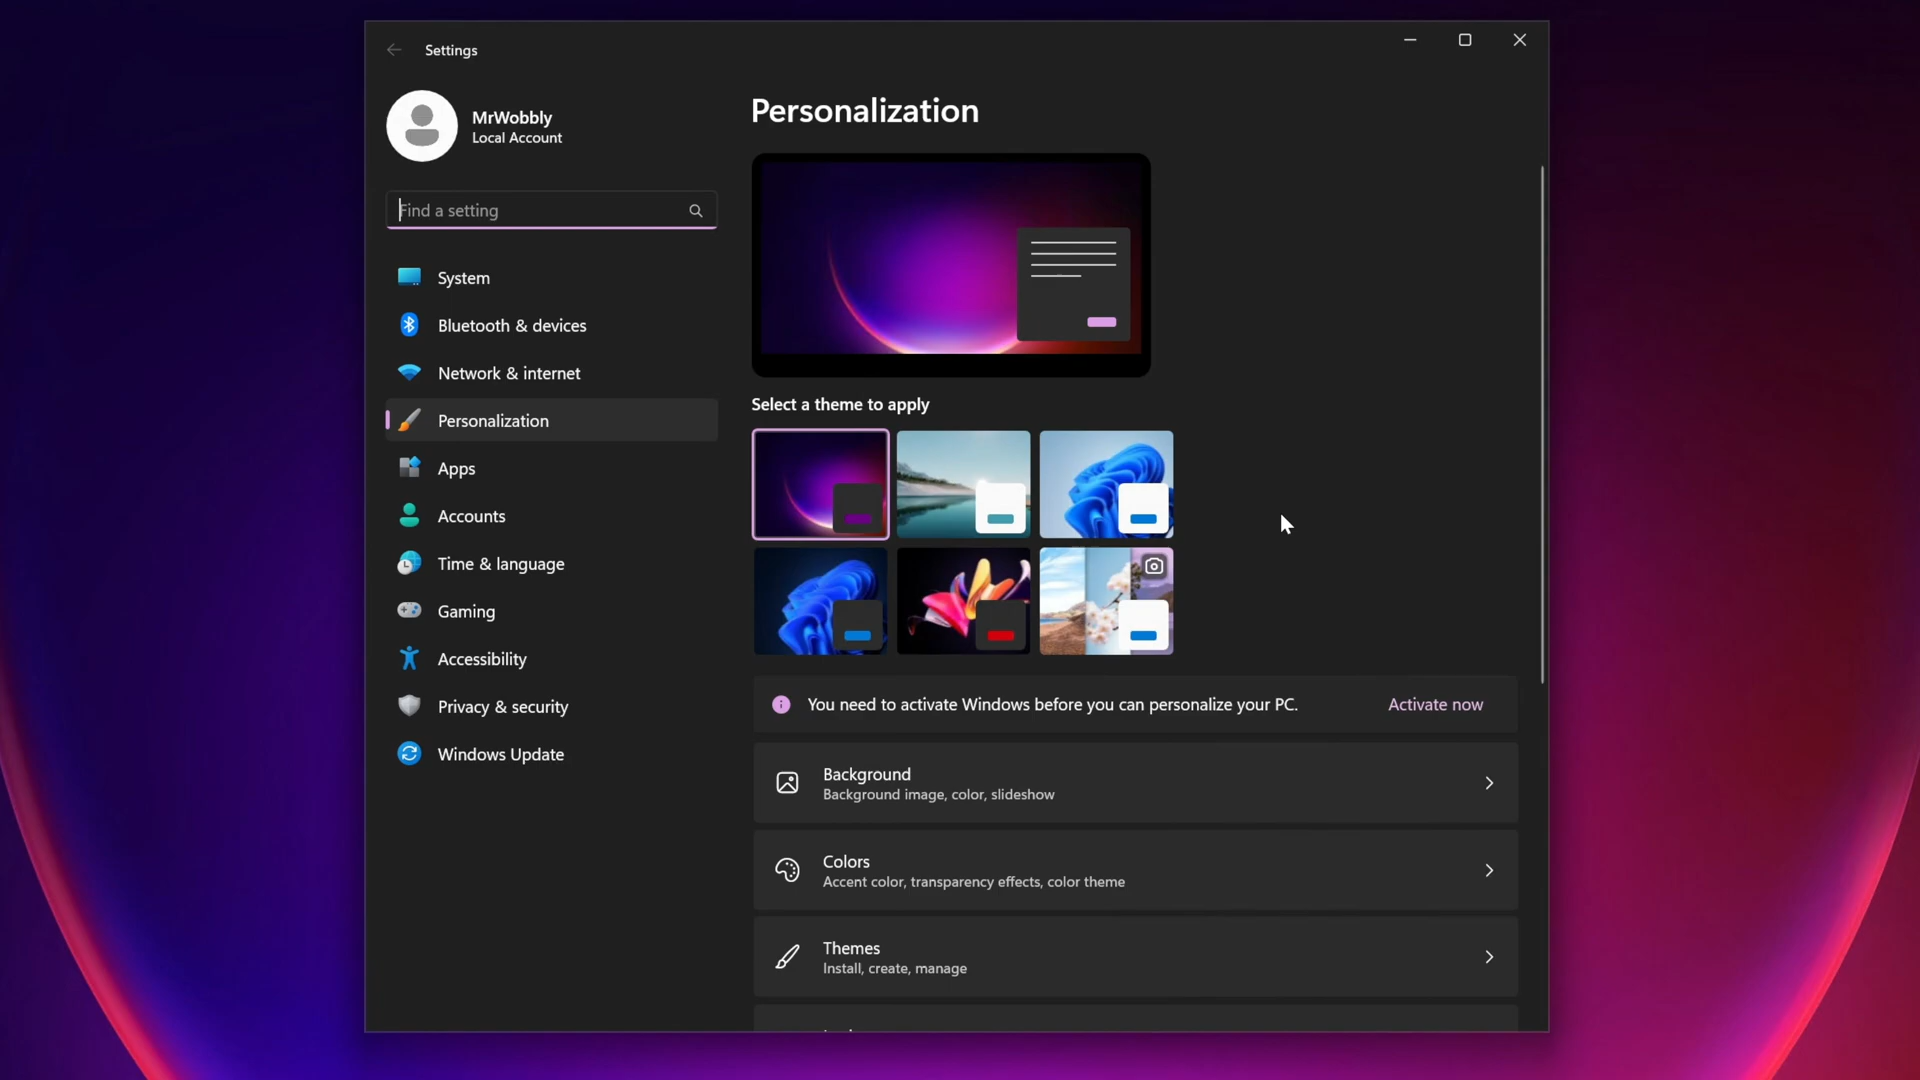 Settings
MrWobbly
Local Account
Find a setting
System
Bluetooth & devices
Network & internet
Personalization
Apps
Accounts
Time & language
Gaming
Accessibility
Privacy & security
Windows Update
Personalization
Select a theme to apply
You need to activate Windows before you can personalize your PC.
Activate now
Background
Background image, color, slideshow
Colors
Accent color, transparency effects, color theme
Themes
Install, create, manage